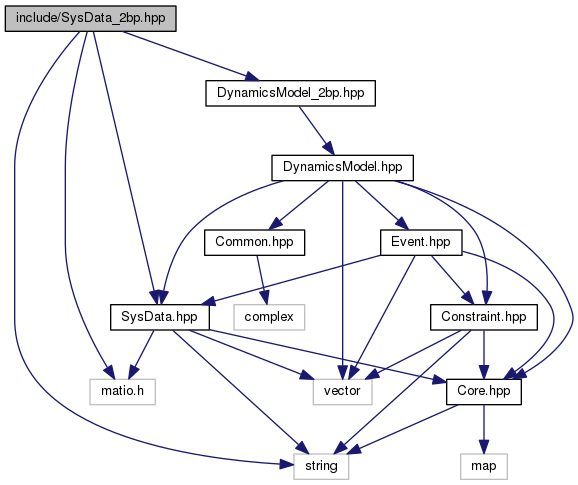 include/SysData_2bp.hpp
DynamicsModel_2bp.hpp
DynamicsModel.hpp
Common.hpp
Event.hpp
SysData.hpp
complex
Constraint.hpp
matio.h
vector
Core.hpp
string
map